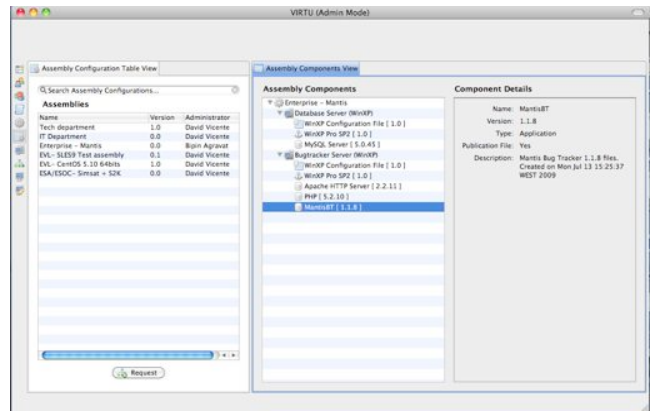 VIRTU (Admin Mode)
Assembly Configuration Table View
Search Assembly Configurations...
Assemblies
Name Version Administrator
Tech department 1.0 David Vicente
IT Department 0.0 David Vicente
Enterprise - Mantis 0.0 Bipin Agravat
EVL- SLES9 Test assembly 0.1 David Vicente
EVL- CentOS 5.10 64bits 1.0 David Vicente
ESA/ESOC- Simsat + S2K 0.0 David Vicente
Request
Assembly Components View
Assembly Components
Enterprise - Mantis
Database Server (WinXP)
WinXP Configuration File [ 1.0 ]
WinXP Pro SP2 [ 1.0 ]
MySQL Server [ 5.0.45 ]
Bugtracker Server (WinXP)
WinXP Configuration File [ 1.0 ]
WinXP Pro SP2 [ 1.0 ]
Apache HTTP Server [ 2.2.11 ]
PHP [ 5.2.10 ]
MantisBT [ 1.1.8 ]
Component Details
Name: MantisBT
Version: 1.1.8
Type: Application
Publication File: Yes
Description: Mantis Bug Tracker 1.1.8 files.
Created on Mon Jul 13 15:25:37
WEST 2009